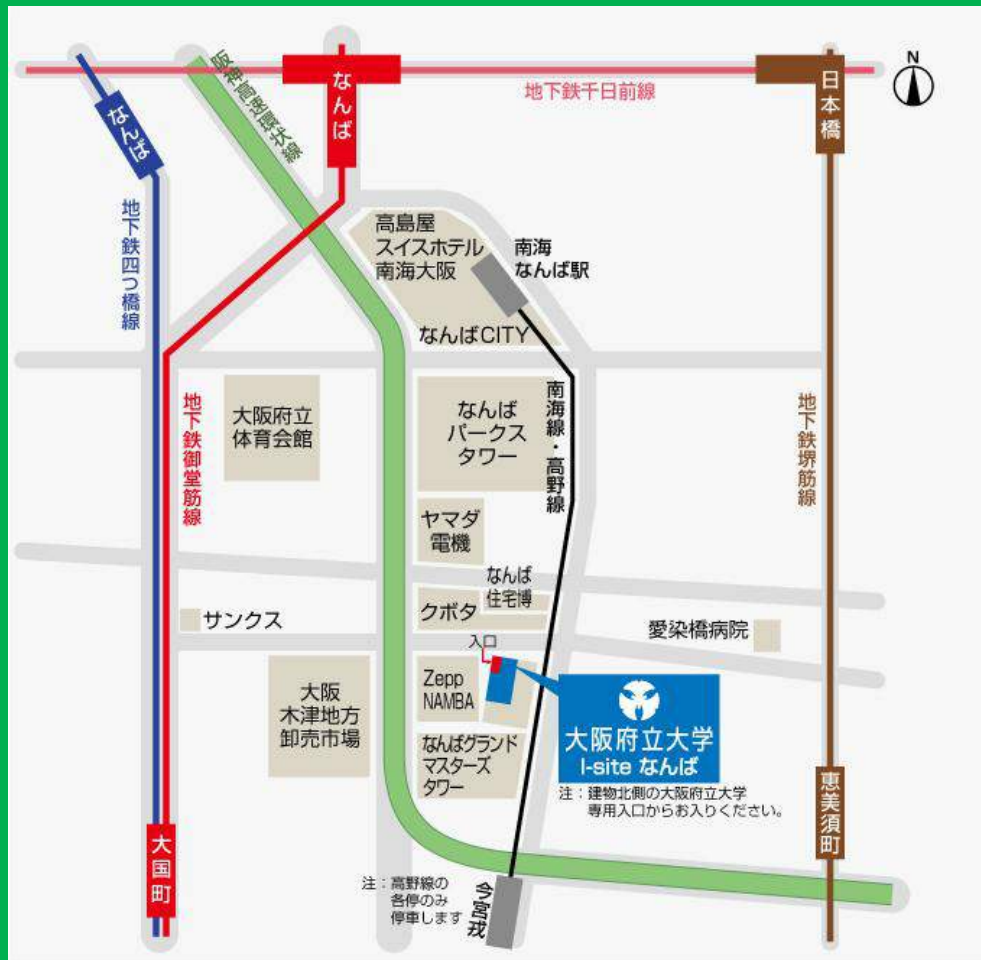 N
なんば
なんば
日本橋
地下鉄千日前線
阪神高速環状線
地下鉄四つ橋線
高島屋
スイスホテル
南海大阪
南海
なんば駅
なんばCITY
地下鉄御堂筋線
大阪府立
体育会館
なんば
パークス
タワー
南海線・高野線
地下鉄堺筋線
ヤマダ
電機
なんば
住宅博
クボタ
サンクス
入口
愛染橋病院
Zepp
NAMBA
大阪
木津地方
卸売市場
大阪府立大学
I-site なんば
なんばグランド
マスターズ
タワー
注：建物北側の大阪府立大学
専用入口からお入りください。
恵美須町
大国町
注：高野線の
各停のみ
停車します
今宮戎